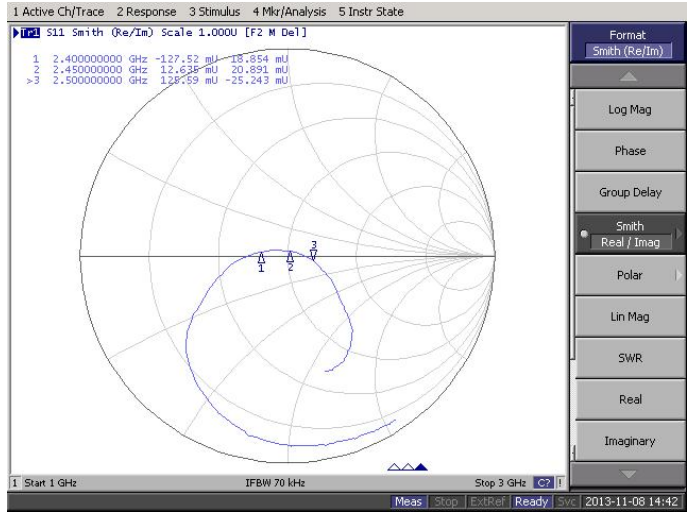 1 Active Ch/Trace 2 Response 3 Stimulus 4 Mkr/Analysis 5 Instr State
Tr1 S11 Smith (Re/Im) Scale 1.000U [F2 M Del]
1 2.400000000 GHz -127.52 mU 18.854 mU
2 2.450000000 GHz 12.635 mU 20.891 mU
>3 2.500000000 GHz 125.59 mU -25.243 mU
3
1
2
1 Start 1 GHz
IFBW 70 kHz
Stop 3 GHz C? !
Format
Smith (Re/Im)
Log Mag
Phase
Group Delay
Smith
Real / Imag
Polar
Lin Mag
SWR
Real
Imaginary
Meas Stop ExtRef Ready Svc 2013-11-08 14:42